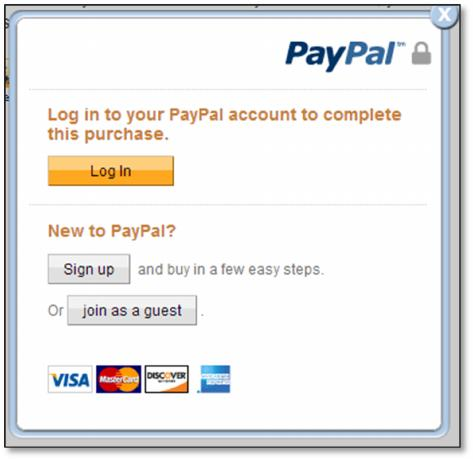 PayPal™
Log in to your PayPal account to complete
this purchase.
Log In
New to PayPal?
Sign up and buy in a few easy steps.
Or join as a guest .
VISA MasterCard DISCOVER